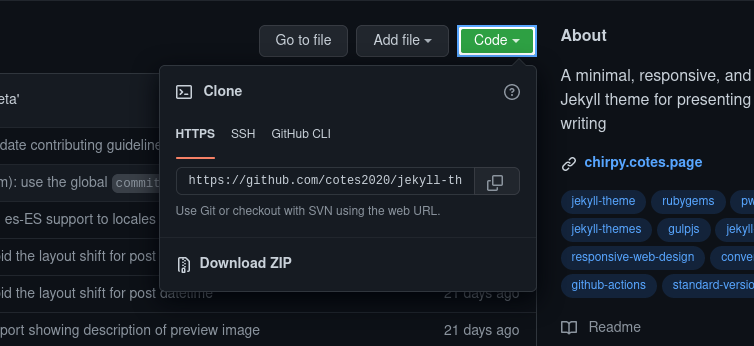 Go to file Add file Code
Clone
HTTPS SSH GitHub CLI
https://github.com/cotes2020/jekyll-th
Use Git or checkout with SVN using the web URL.
Download ZIP
eta'
date contributing guideline
m): use the global commit
es-ES support to locales
id the layout shift for post
id the layout shift for post datetime 21 days ago
port showing description of preview image 21 days ago
About
A minimal, responsive, and
Jekyll theme for presenting
writing
chirpy.cotes.page
jekyll-theme rubygems pw
jekyll-themes gulpjs jekyll
responsive-web-design conve
github-actions standard-versio
Readme